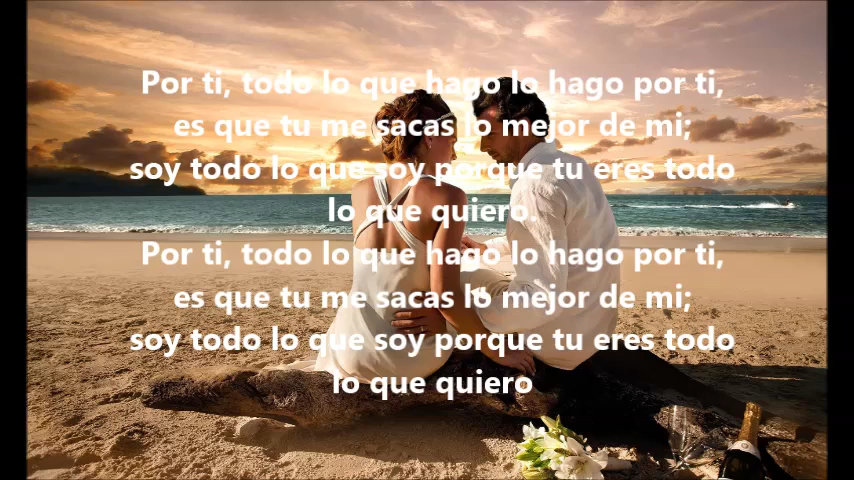 Por ti, todo lo que hago lo hago por ti,
es que tu me sacas lo mejor de mi;
soy todo lo que soy porque tu eres todo
lo que quiero.
Por ti, todo lo que hago lo hago por ti,
es que tu me sacas lo mejor de mi;
soy todo lo que soy porque tu eres todo
lo que quiero